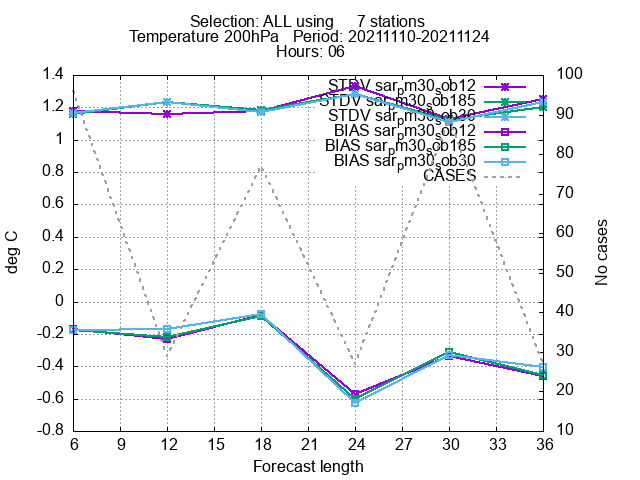 Selection: ALL using 7 stations
Temperature 200hPa Period: 20211110-20211124
Hours: 06
STDV sar_pm30_sob12
STDV sar_pm30_sob185
STDV sar_pm30_sob30
BIAS sar_pm30_sob12
BIAS sar_pm30_sob185
BIAS sar_pm30_sob30
CASES
1.4
1.2
1
0.8
0.6
0.4
0.2
0
-0.2
-0.4
-0.6
-0.8
deg C
100
90
80
70
60
50
40
30
20
10
No cases
6 9 12 15 18 21 24 27 30 33 36
Forecast length